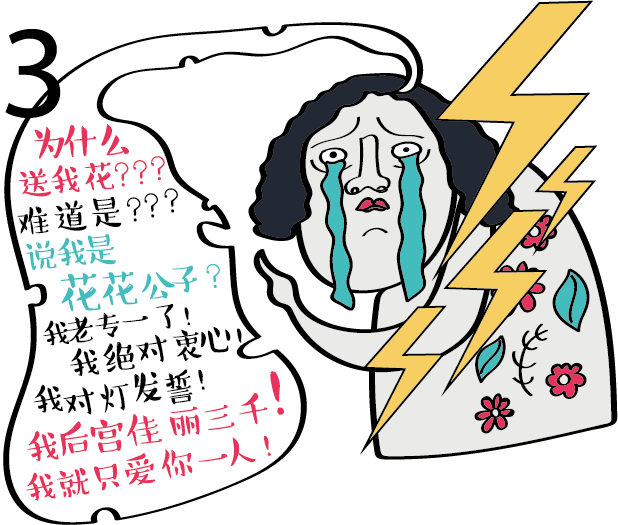 3
为什么
送我花???
难道是???
说我是
花花公子?
我老专一了!
我绝对衷心!!
我对灯发誓!
我后宫佳丽三千!
我就只爱你一人!